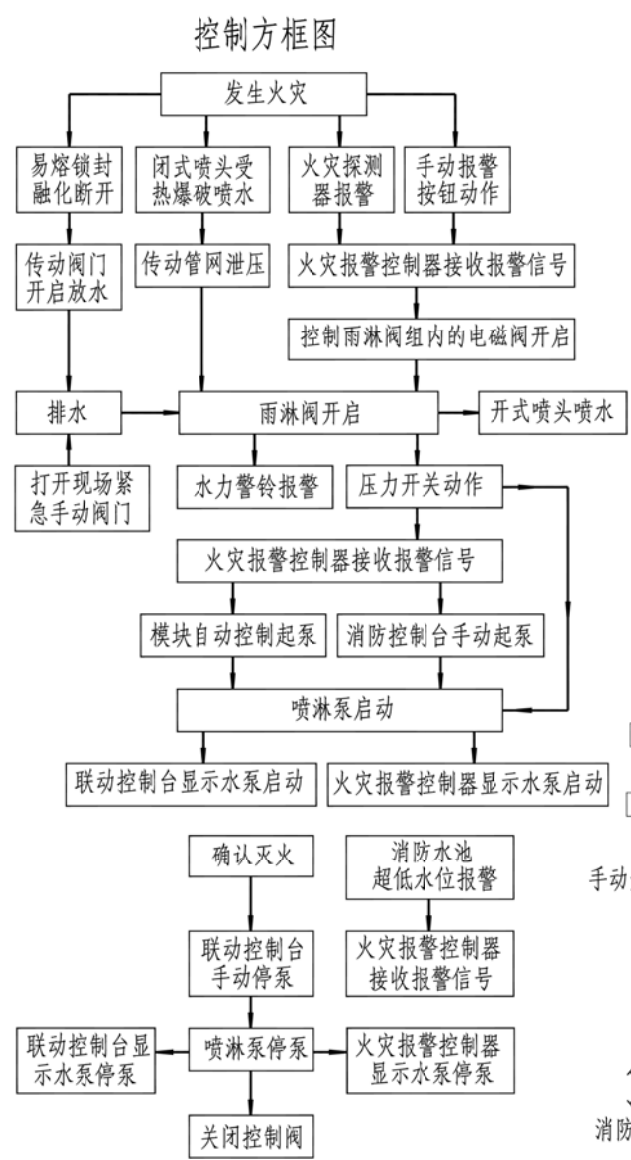 控制方框图
发生火灾
易熔锁封
融化断开
闭式喷头受
热爆破喷水
火灾探测
器报警
手动报警
按钮动作
传动阀门
开启放水
传动管网泄压
火灾报警控制器接收报警信号
控制雨淋阀组内的电磁阀开启
排水
雨淋阀开启
开式喷头喷水
打开现场紧
急手动阀门
水力警铃报警
压力开关动作
火灾报警控制器接收报警信号
模块自动控制起泵
消防控制台手动起泵
喷淋泵启动
联动控制台显示水泵启动
火灾报警控制器显示水泵启动
确认灭火
消防水池
超低水位报警
手动
联动控制台
手动停泵
火灾报警控制器
接收报警信号
联动控制台显
示水泵停泵
喷淋泵停泵
火灾报警控制器
显示水泵停泵
关闭控制阀
消防